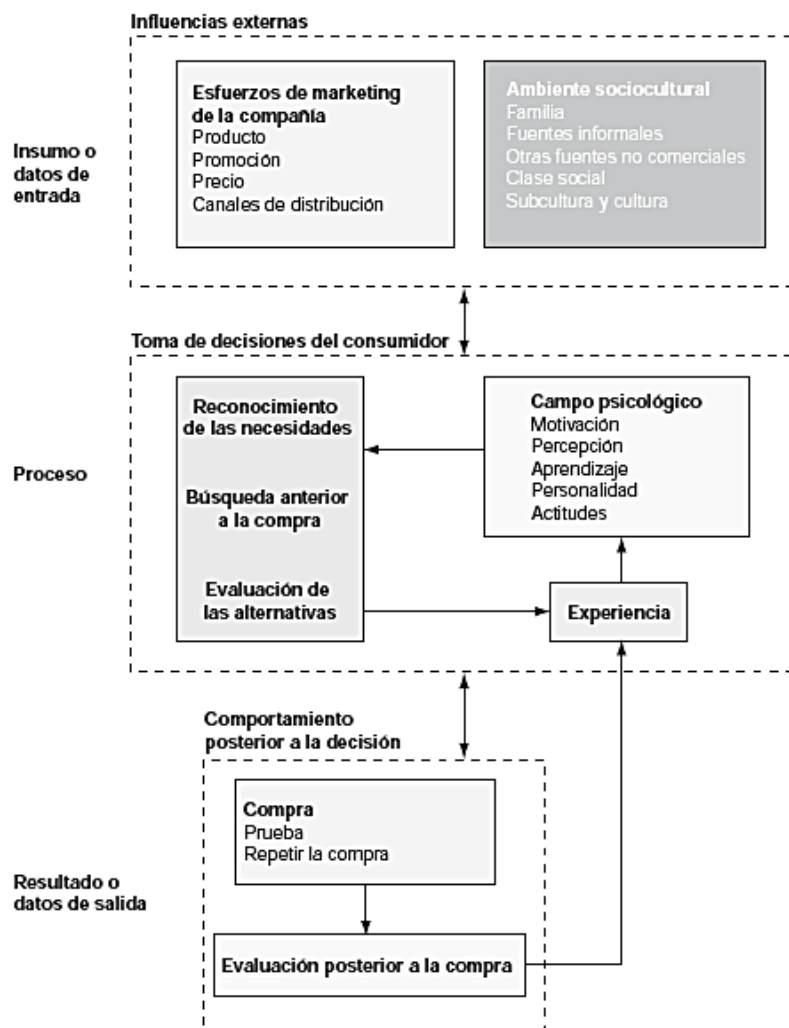 Influencias externas
Insumo o
datos de
entrada
Esfuerzos de marketing
de la compañía
Producto
Promoción
Precio
Canales de distribución
Ambiente sociocultural
Familia
Fuentes informales
Otras fuentes no comerciales
Clase social
Subcultura y cultura
Toma de decisiones del consumidor
Proceso
Reconocimiento
de las necesidades
Búsqueda anterior
a la compra
Evaluación de
las alternativas
Campo psicológico
Motivación
Percepción
Aprendizaje
Personalidad
Actitudes
Experiencia
Comportamiento
posterior a la decisión
Resultado o
datos de salida
Compra
Prueba
Repetir la compra
Evaluación posterior a la compra